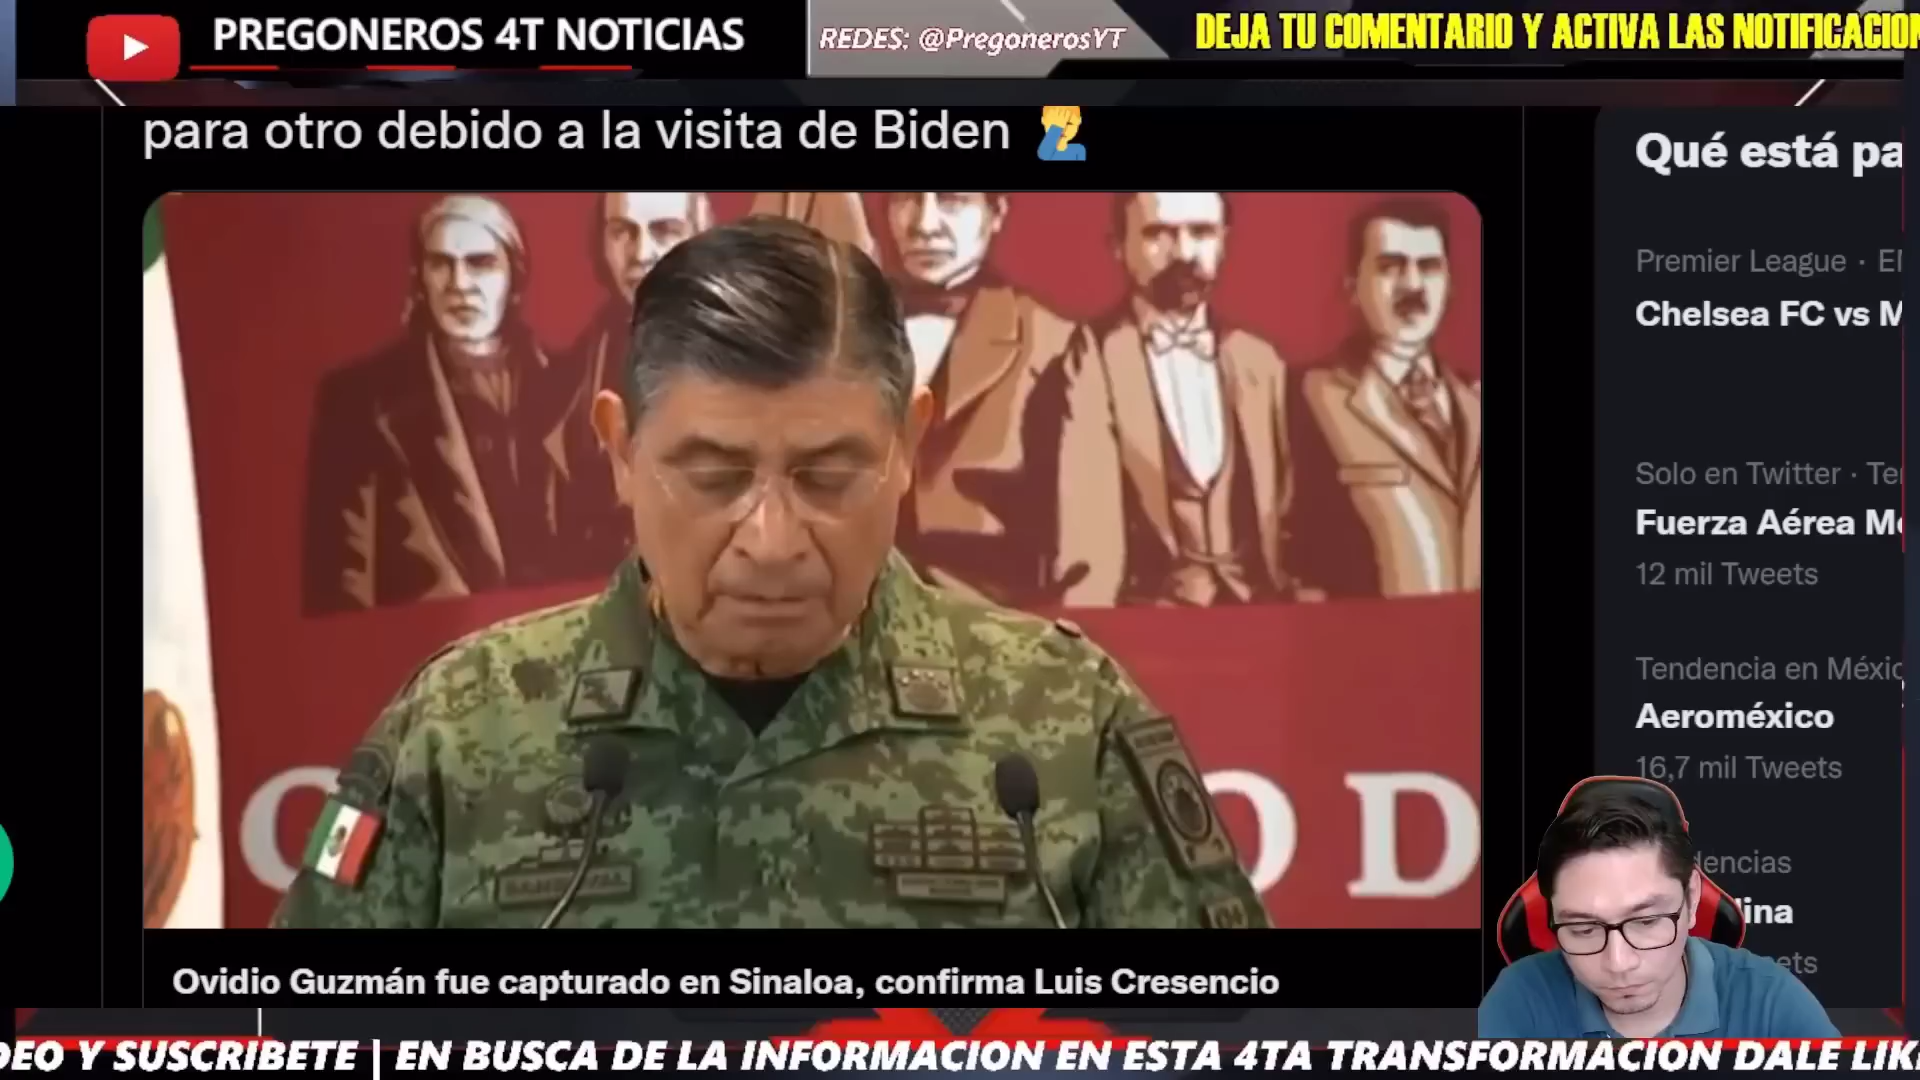 PREGONEROS 4T NOTICIAS
REDES: @PregonerosYT
DEJA TU COMENTARIO Y ACTIVA LAS NOTIFICACION
para otro debido a la visita de Biden
Qué está pa
Premier League · 
Chelsea FC vs M
Solo en Twitter · Te
Fuerza Aérea M
12 mil Tweets
Tendencia en Méxic
Aeroméxico
16,7 mil Tweets
dencias
lina
ets
O D
Ovidio Guzmán fue capturado en Sinaloa, confirma Luis Cresencio
DEO Y SUSCRIBETE | EN BUSCA DE LA INFORMACION EN ESTA 4TA TRANSFORMACION DALE LIK